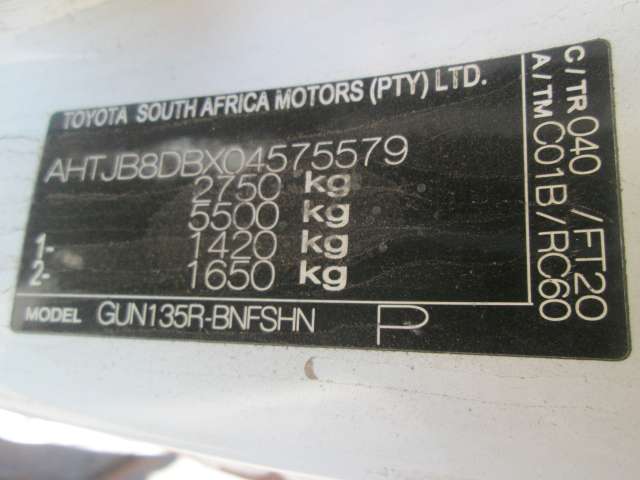 TOYOTA SOUTH AFRICA MOTORS (PTY) LTD.
AHTJB8DBX04575579
2750 kg
5500 kg
1- 1420 kg
2- 1650 kg
MODEL GUN135R-BNFSHN P
C/TR 040 /FT20
A/TM C01B/RC60